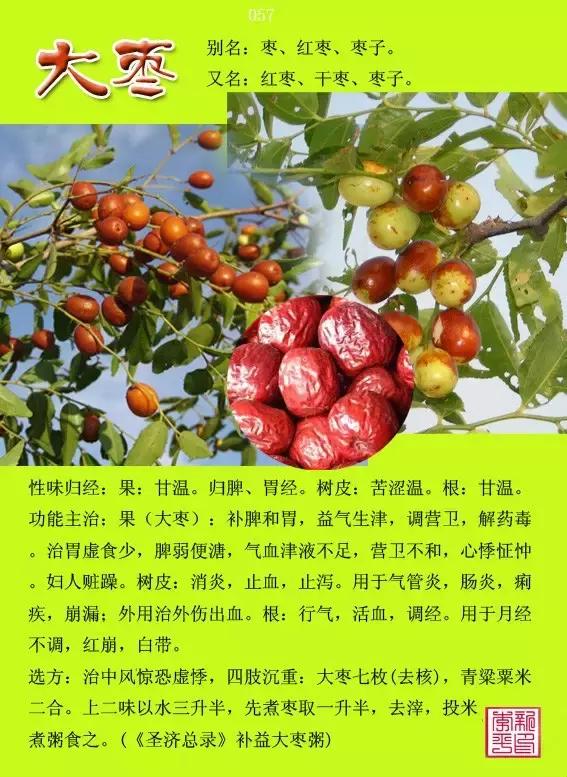 057
大枣
别名：枣、红枣、枣子。
又名：红枣、干枣、枣子。
性味归经：果：甘温。归脾、胃经。树皮：苦涩温。根：甘温。
功能主治：果（大枣）：补脾和胃，益气生津，调营卫，解药毒
。治胃虚食少，脾弱便溏，气血津液不足，营卫不和，心悸怔忡
。妇人赃躁。树皮：消炎，止血，止泻。用于气管炎，肠炎，痢
疾，崩漏；外用治外伤出血。根：行气，活血，调经。用于月经
不调，红崩，白带。
选方：治中风惊恐虚悸，四肢沉重：大枣七枚(去核)，青粱粟米
二合。上二味以水三升半，先煮枣取一升半，去滓，投米
煮粥食之。(《圣济总录》补益大枣粥)